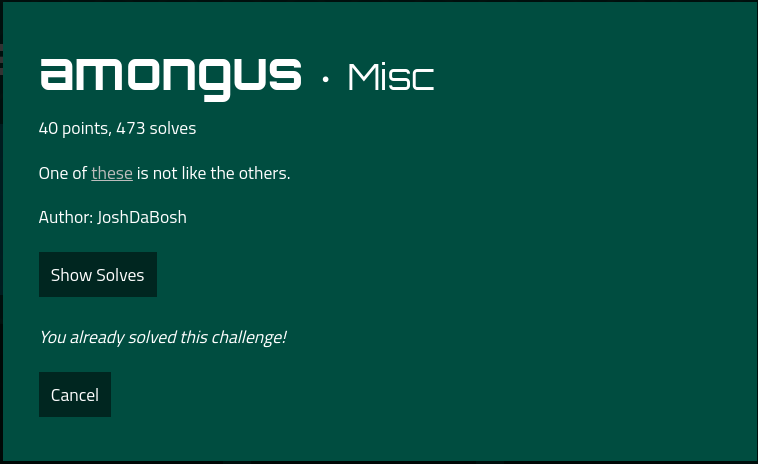 amongus · Misc
40 points, 473 solves
One of these is not like the others.
Author: JoshDaBosh
Show Solves
You already solved this challenge!
Cancel